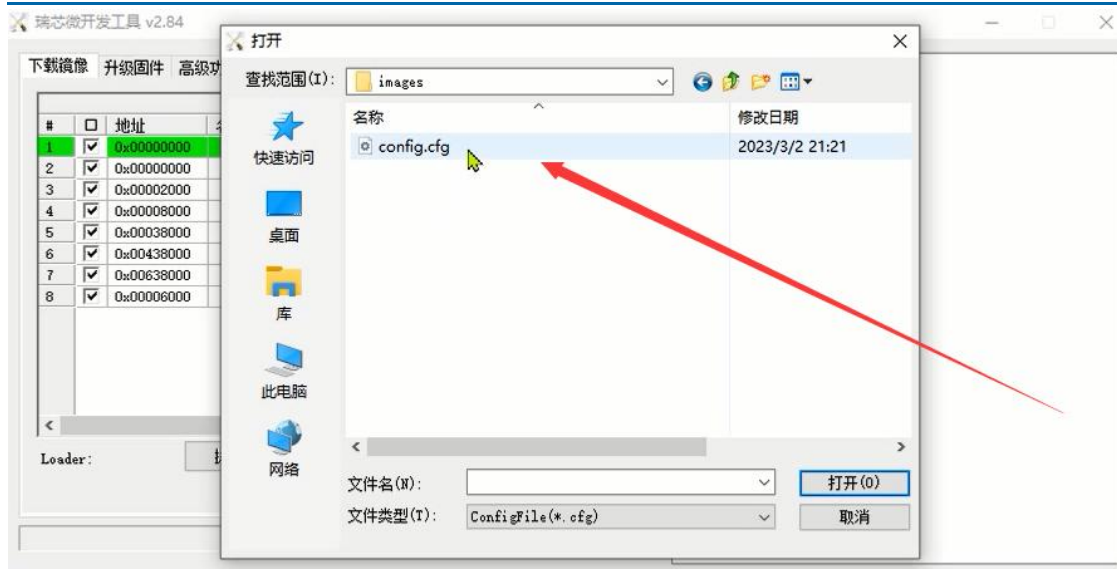 瑞芯微开发工具 v2.84
打开
下载镜像 升级固件 高级功
查找范围(I): images
# 地址
1 0x00000000
2 0x00000000
3 0x00002000
4 0x00008000
5 0x00038000
6 0x00438000
7 0x00638000
8 0x00006000
Loader:
快速访问
桌面
库
此电脑
网络
名称 修改日期
config.cfg 2023/3/2 21:21
文件名(N): 打开(O)
文件类型(T): ConfigFile(*.cfg) 取消